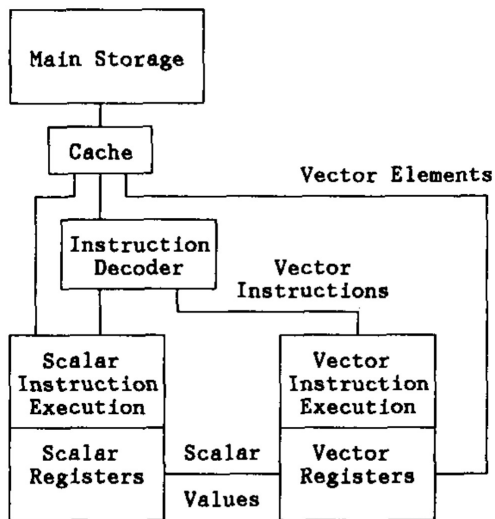 Main Storage
Cache
Vector Elements
Instruction
Decoder
Vector
Instructions
Scalar
Instruction
Execution
Vector
Instruction
Execution
Scalar
Registers
Scalar
Values
Vector
Registers